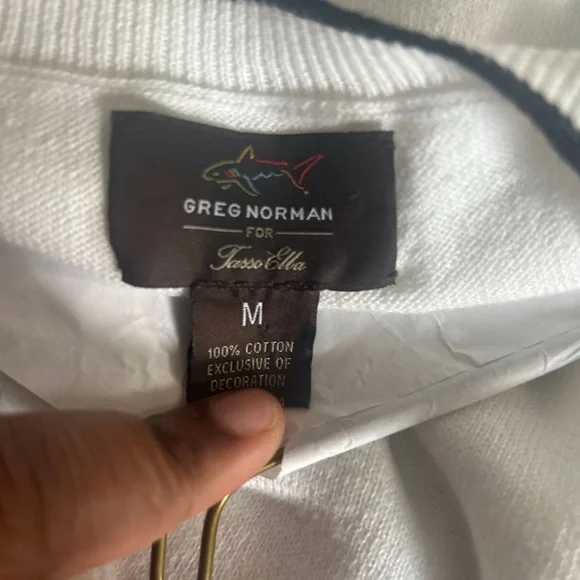 GREG NORMAN
FOR
Tasso Elba
M
100% COTTON
EXCLUSIVE OF
DECORATION